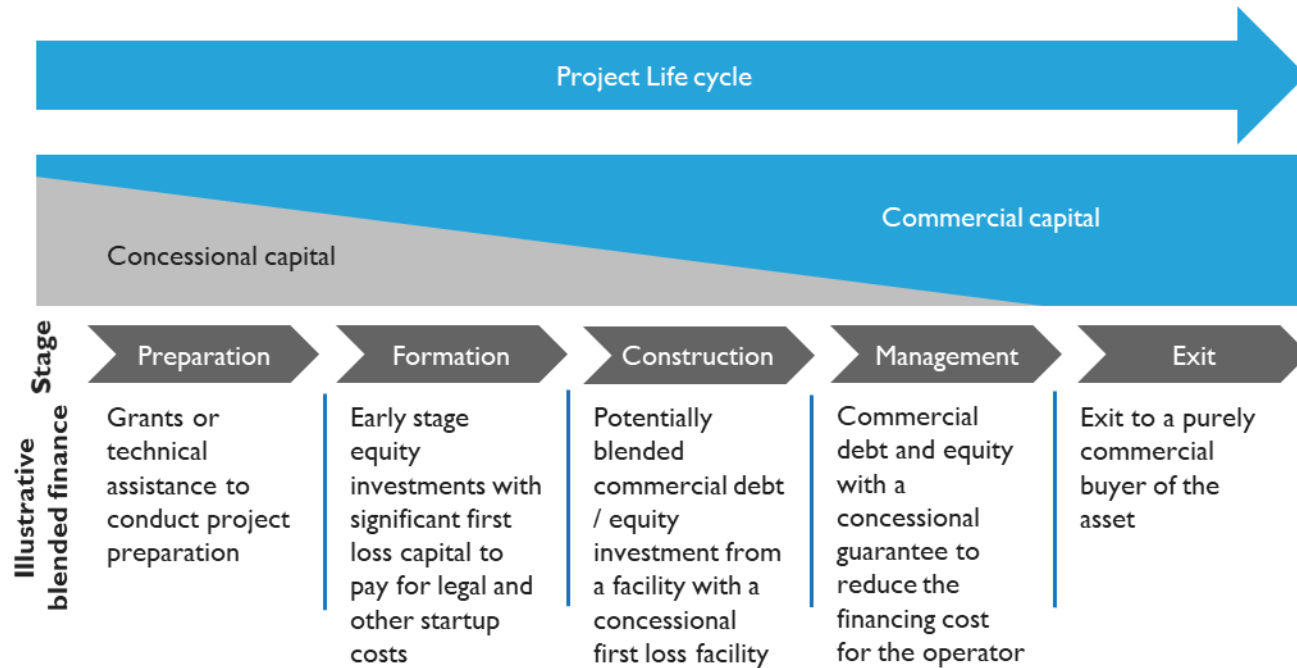 Project Life cycle
Commercial capital
Concessional capital
Stage
Preparation
Formation
Construction
Management
Exit
Illustrative
blended finance
Grants or
technical
assistance to
conduct project
preparation
Early stage
equity
investments with
significant first
loss capital to
pay for legal and
other startup
costs
Potentially
blended
commercial debt
/ equity
investment from
a facility with a
concessional
first loss facility
Commercial
debt and equity
with a
concessional
guarantee to
reduce the
financing cost
for the operator
Exit to a purely
commercial
buyer of the
asset